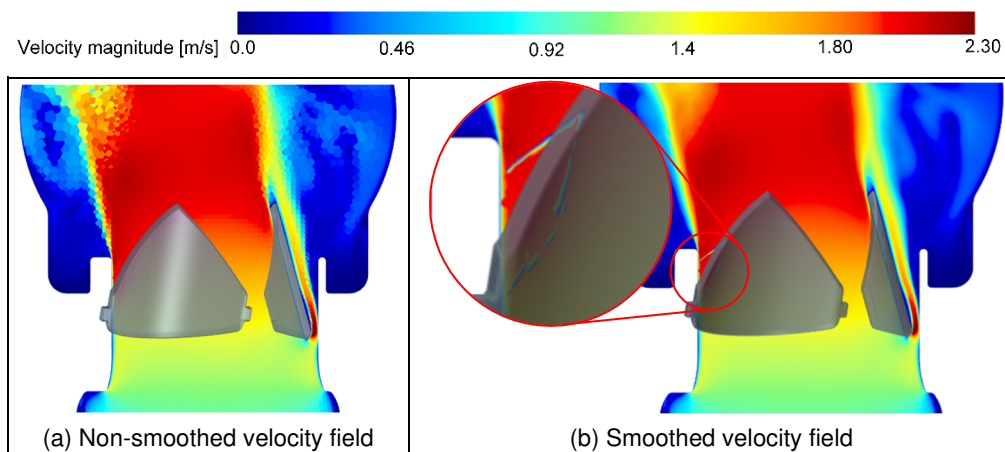 Velocity magnitude [m/s] 0.0 0.46 0.92 1.4 1.80 2.30
(a) Non-smoothed velocity field
(b) Smoothed velocity field